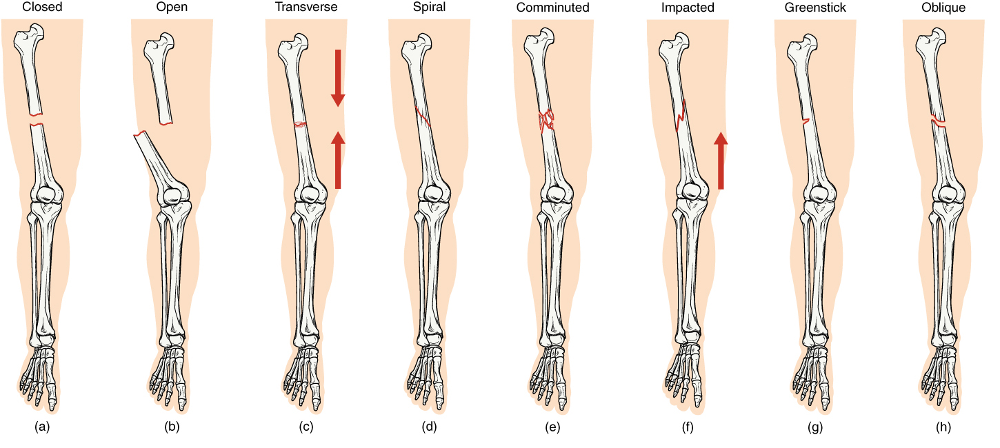 Closed Open Transverse Spiral Comminuted Impacted Greenstick Oblique
(a) (b) (c) (d) (e) (f) (g) (h)